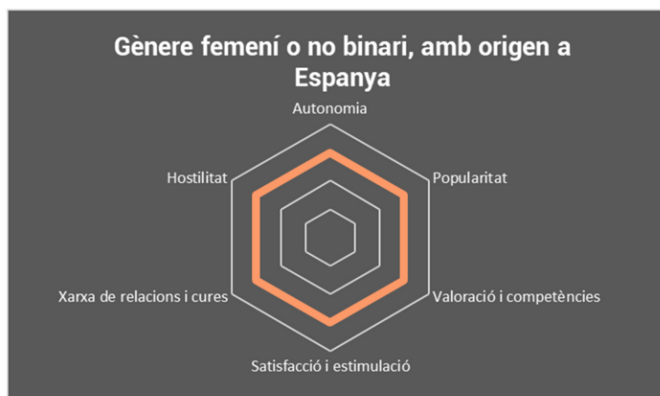 Gènere femení o no binari, amb origen a
Espanya
Autonomia
Hostilitat
Popularitat
Xarxa de relacions i cures
Valoració i competències
Satisfacció i estimulació